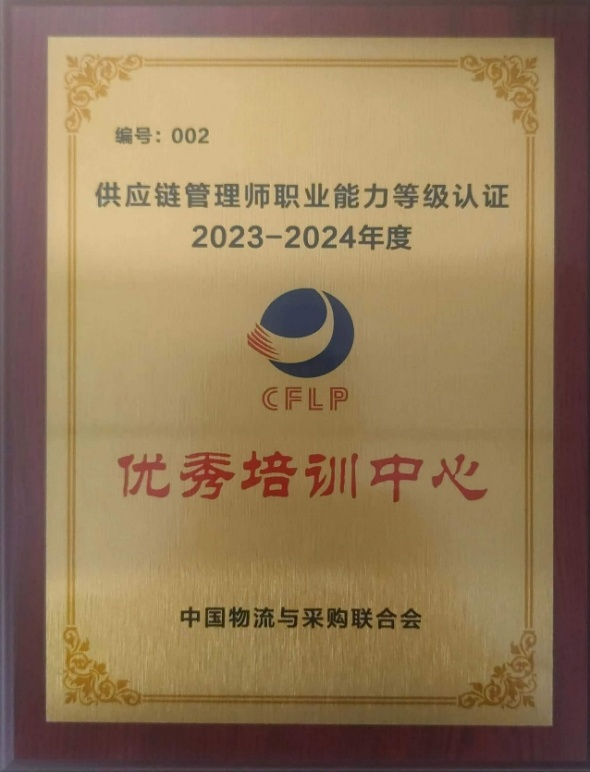 编号：002
供应链管理师职业能力等级认证
2023-2024年度
CFLP
优秀培训中心
中国物流与采购联合会